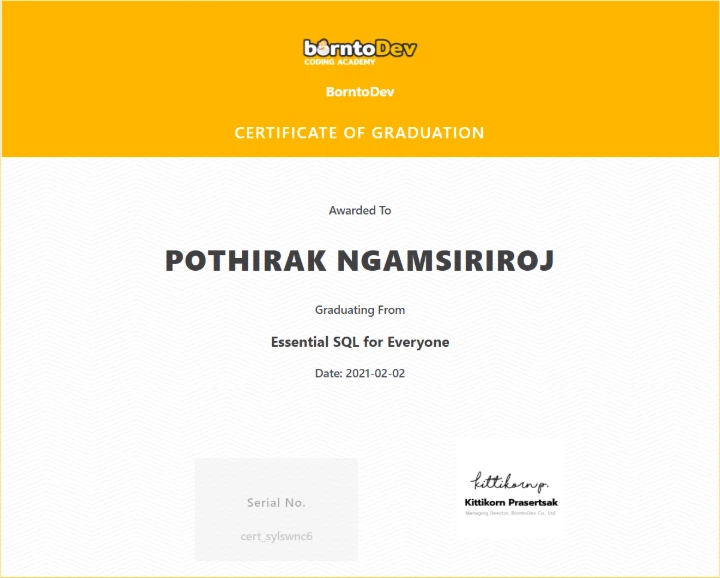 borntoDev
CODING ACADEMY
BorntoDev
CERTIFICATE OF GRADUATION
Awarded To
POTHIRAK NGAMSIRIROJ
Graduating From
Essential SQL for Everyone
Date: 2021-02-02
Serial No.
cert_sylswnc6
kittikorn p.
Kittikorn Prasertsak
Managing Director, BorntoDev Co., Ltd.